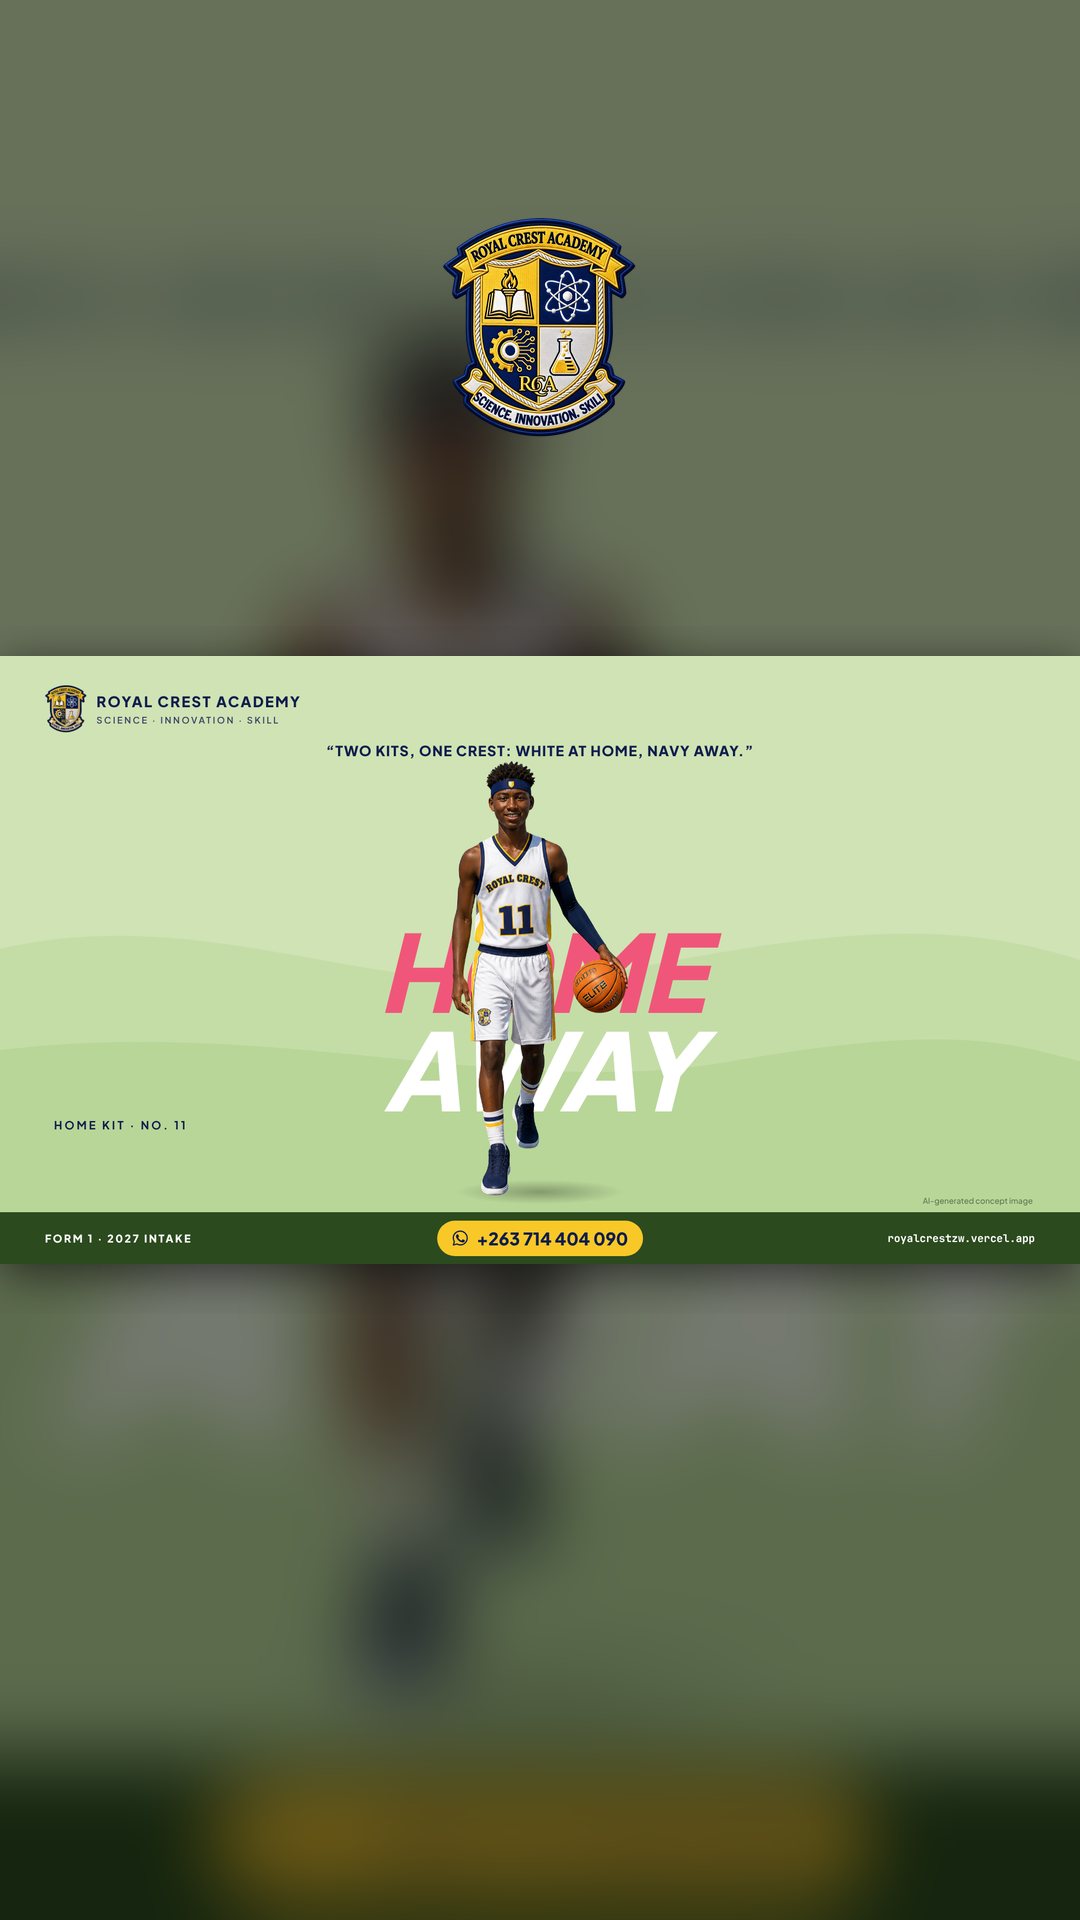 ROYAL CREST ACADEMY
RCA
SCIENCE. INNOVATION. SKILL
ROYAL CREST ACADEMY
SCIENCE · INNOVATION · SKILL
“TWO KITS, ONE CREST: WHITE AT HOME, NAVY AWAY.”
ROYAL CREST
11
HOME
ELITE
AWAY
HOME KIT · NO. 11
AI-generated concept image
FORM 1 · 2027 INTAKE
+263 714 404 090
royalcrestzw.vercel.app